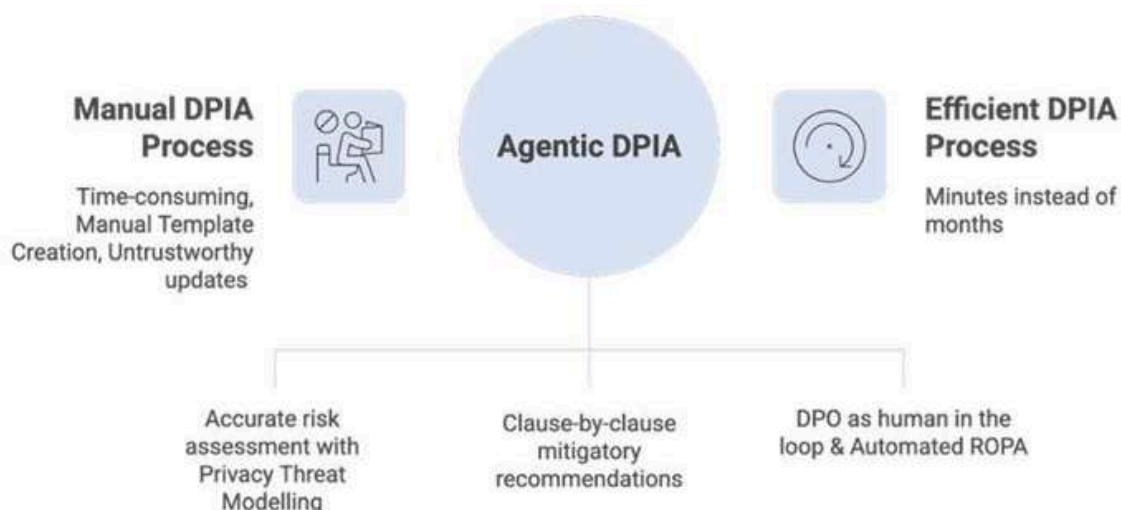 Manual DPIA
Process
Time-consuming,
Manual Template
Creation, Untrustworthy
updates
Agentic DPIA
Efficient DPIA
Process
Minutes instead of
months
Accurate risk
assessment with
Privacy Threat
Modelling
Clause-by-clause
mitigatory
recommendations
DPO as human in the
loop & Automated ROPA